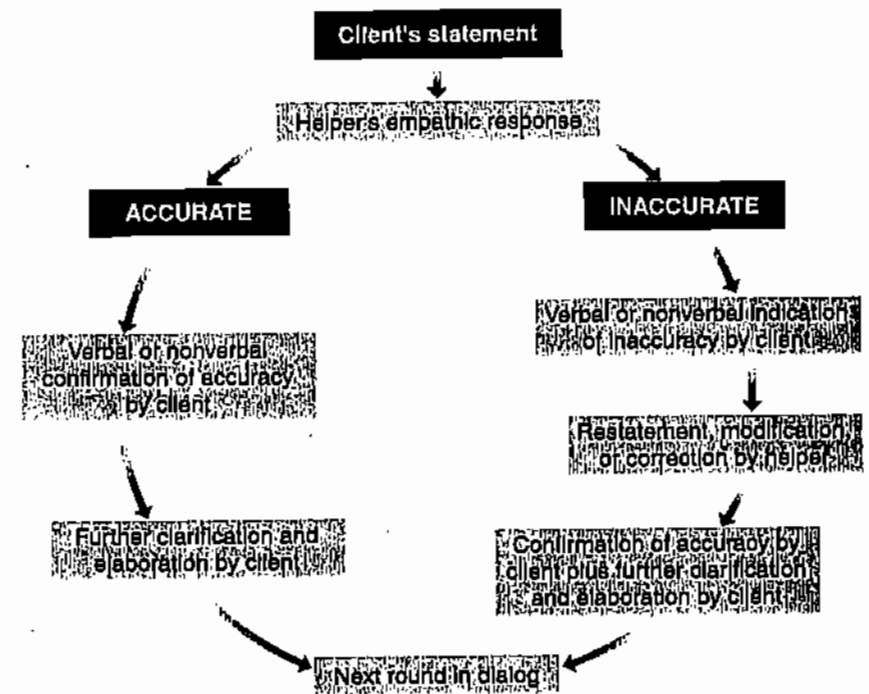 Client's statement
Helper's empathic response
ACCURATE
INACCURATE
Verbal or nonverbal
confirmation of accuracy
by client
Verbal or nonverbal indication
of inaccuracy by client
Restatement, modification,
or correction by helper
Further clarification and
elaboration by client
Confirmation of accuracy by
client plus further clarification
and elaboration by client
Next round in dialog